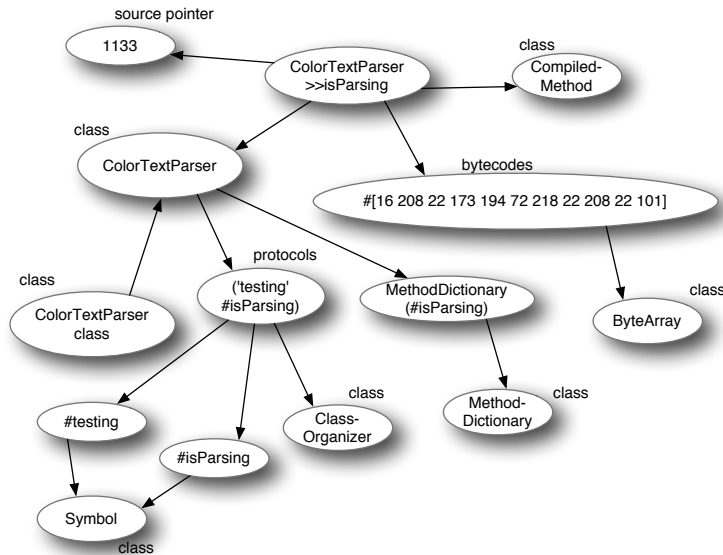 source pointer
1133
ColorTextParser
>>isParsing
class
Compiled-
Method
class
ColorTextParser
bytecodes
#[16 208 22 173 194 72 218 22 208 22 101]
class
ColorTextParser
class
protocols
('testing'
#isParsing)
MethodDictionary
(#isParsing)
class
ByteArray
#testing
#isParsing
class
Class-
Organizer
class
Method-
Dictionary
Symbol
class